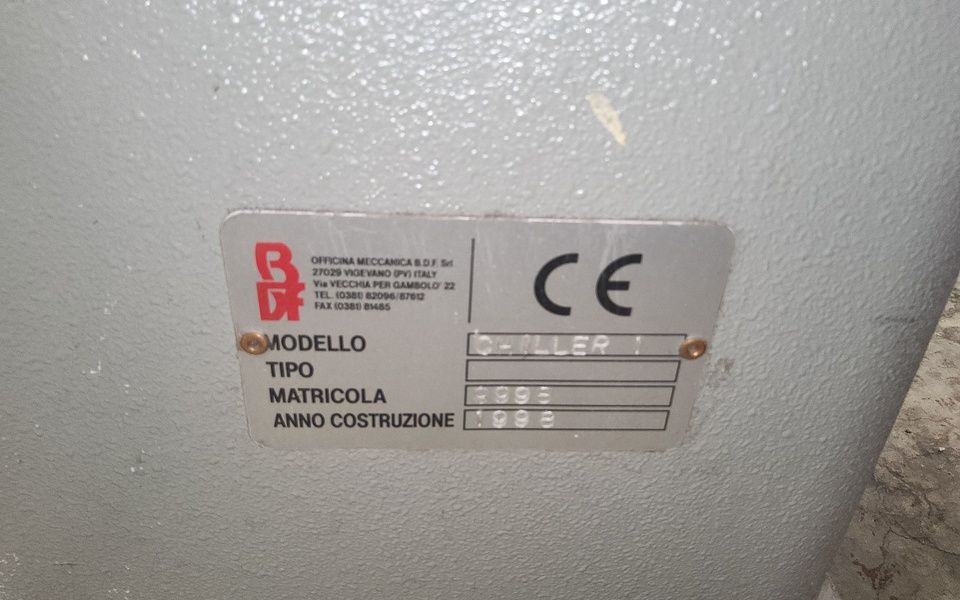 BDF
OFFICINA MECCANICA B.D.F. Srl
27029 VIGEVANO (PV) ITALY
Via VECCHIA PER GAMBOLO' 22
TEL. (0381) 82096/87612
FAX (0381) 81485
CE
MODELLO CHILLER 1
TIPO
MATRICOLA
ANNO COSTRUZIONE 1998